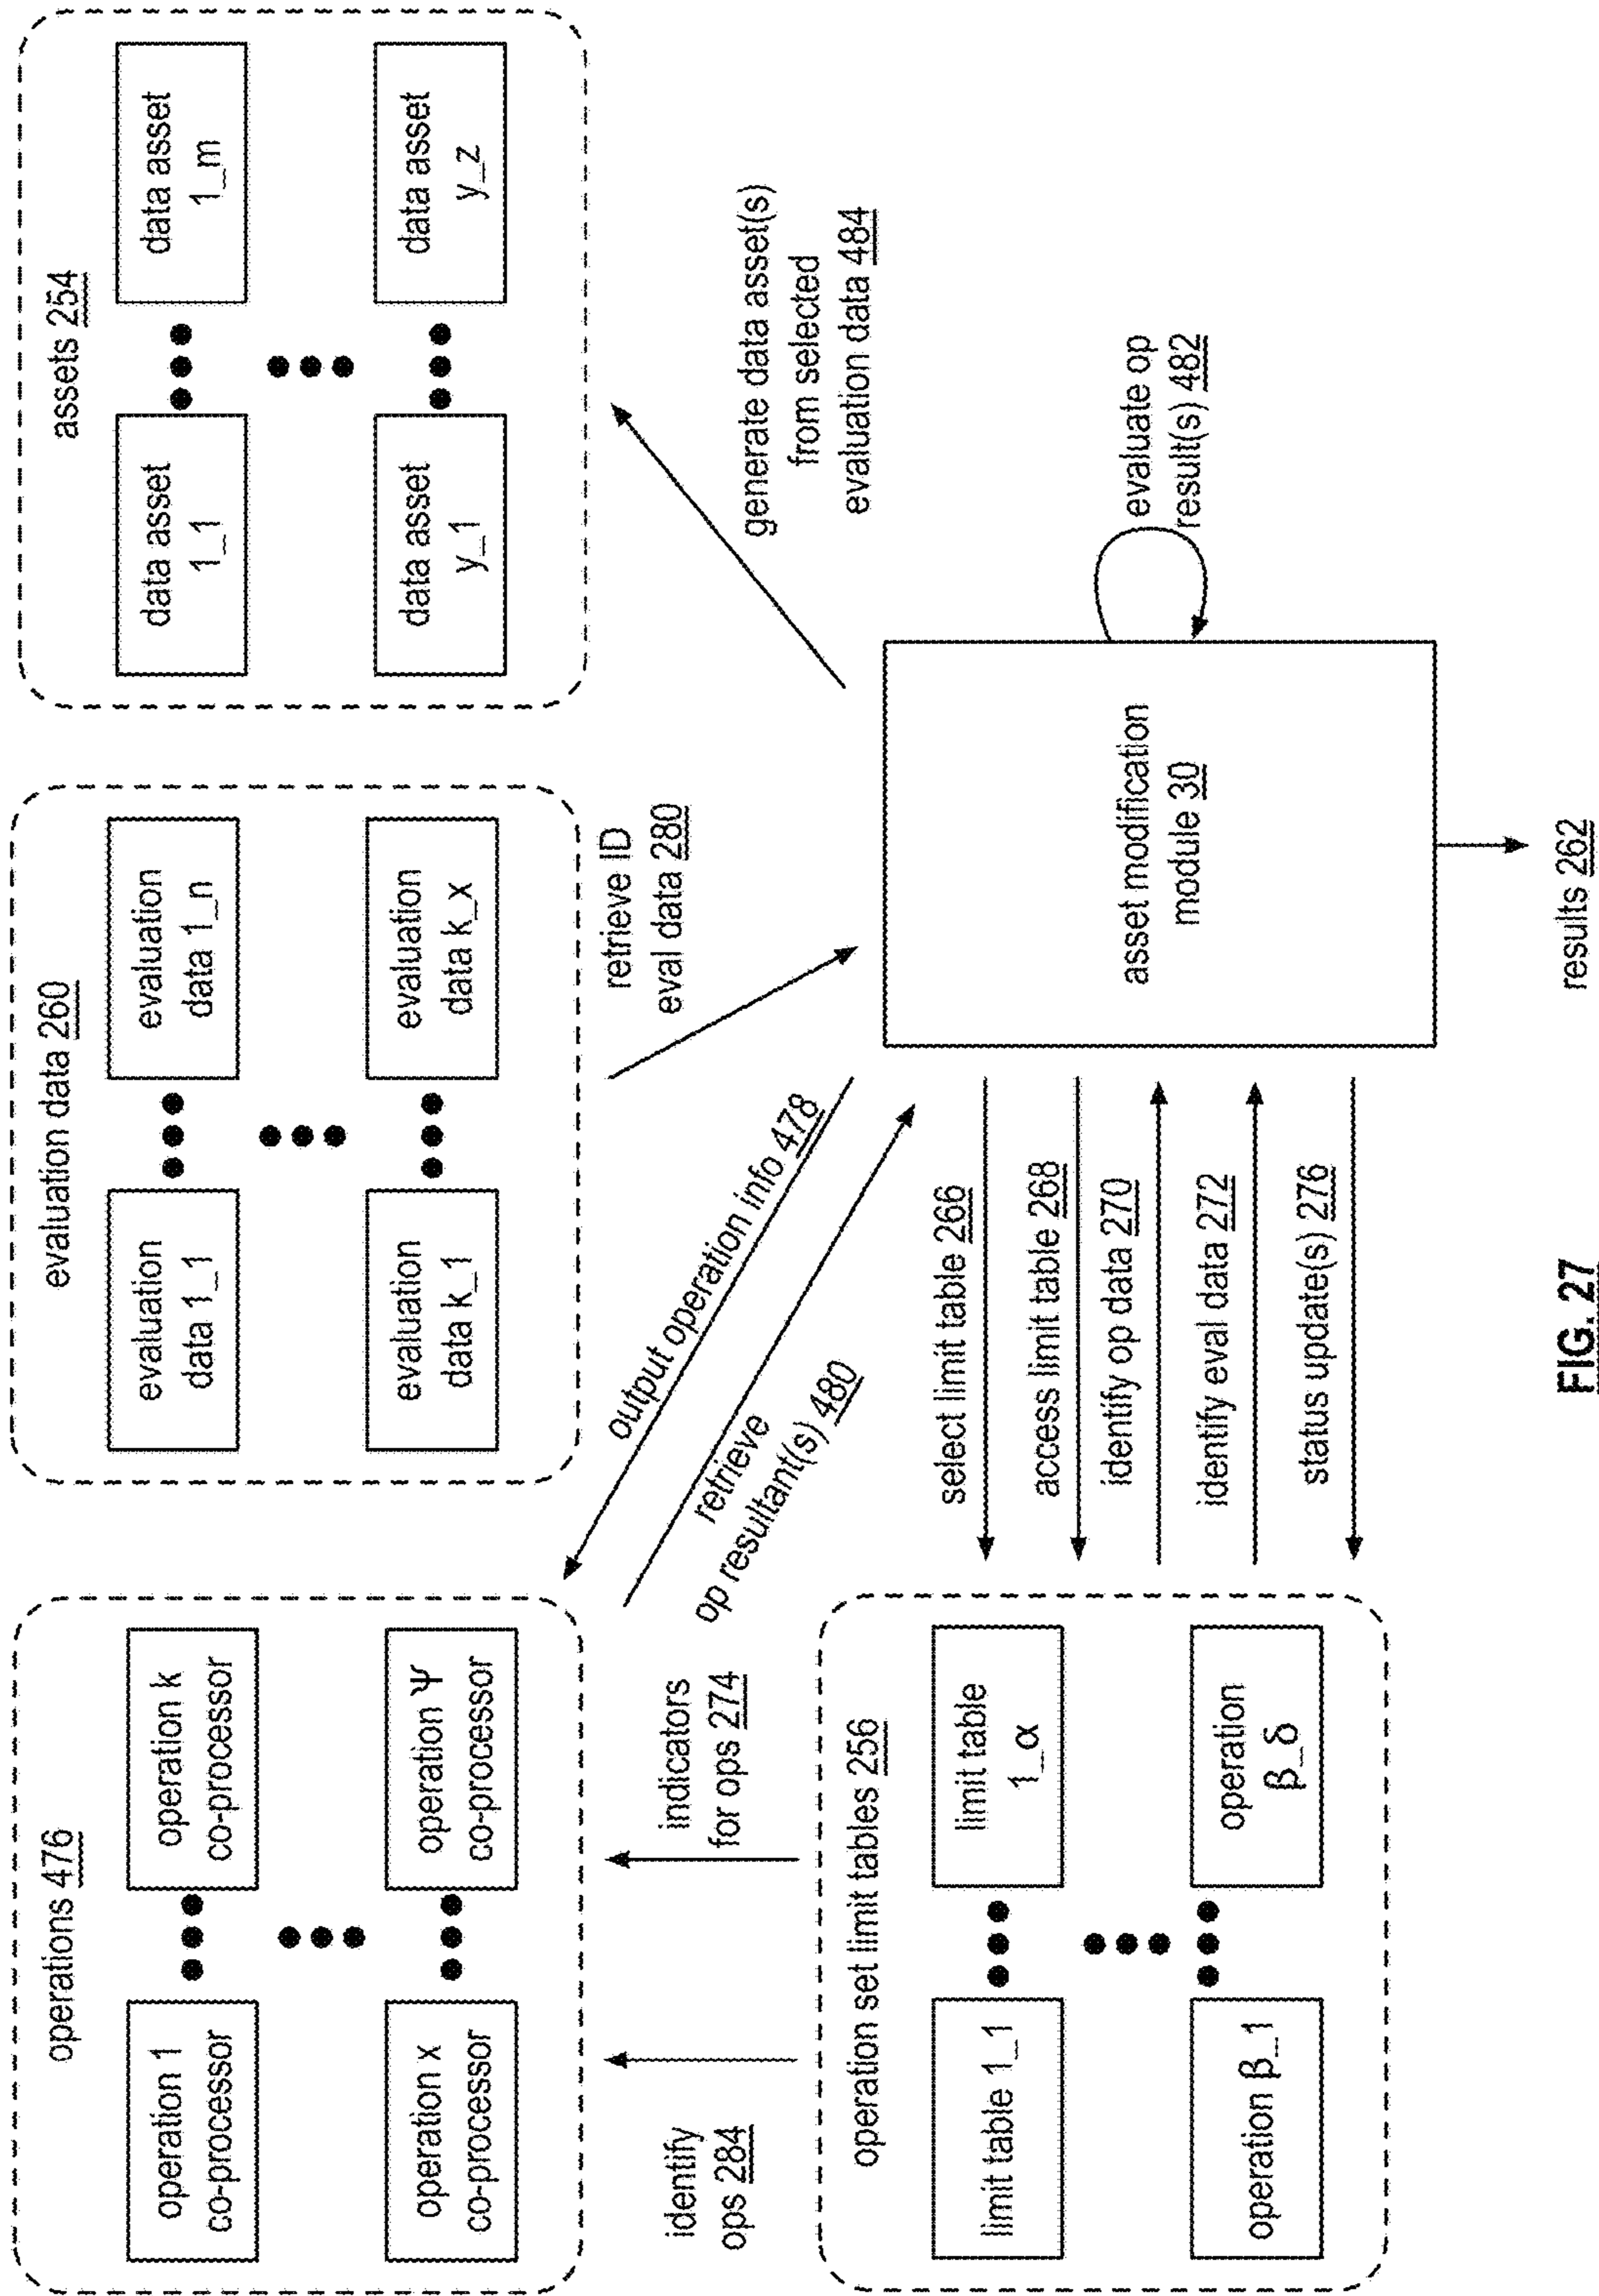 operations 476
operation 1
co-processor
operation k
co-processor
operation x
co-processor
operation Ψ
co-processor
evaluation data 260
evaluation
data 1_1
evaluation
data 1_n
evaluation
data k_1
evaluation
data k_x
assets 254
data asset
1_1
data asset
1_m
data asset
y_1
data asset
y_z
identify
ops 284
indicators
for ops 274
output operation info 478
retrieve
op resultant(s) 480
retrieve ID
eval data 280
generate data asset(s)
from selected
evaluation data 484
operation set limit tables 256
limit table 1_1
limit table
1_α
operation β_1
operation
β_δ
select limit table 266
access limit table 268
identify op data 270
identify eval data 272
status update(s) 276
asset modification
module 30
evaluate op
result(s) 482
results 262
FIG. 27